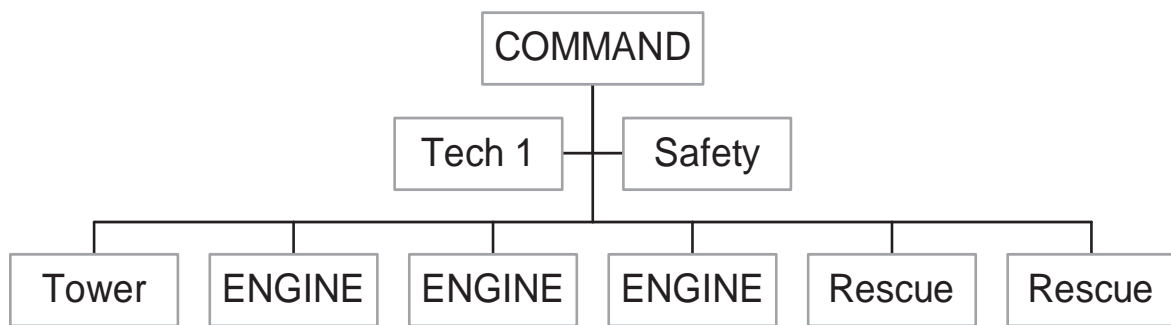 COMMAND
Tech 1
Safety
Tower
ENGINE
ENGINE
ENGINE
Rescue
Rescue